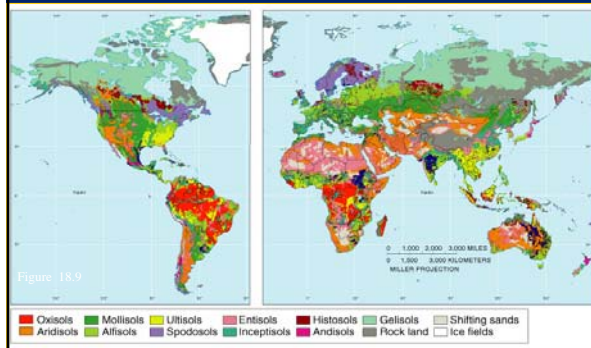 0 1,000 2,000 3,000 MILES
0 1,500 3,000 KILOMETERS
MILLER PROJECTION
Figure 18.9
Oxisols Mollisols Ultisols Entisols Histosols Gelisols Shifting sands
Aridisols Alfisols Spodosols Inceptisols Andisols Rock land Ice fields